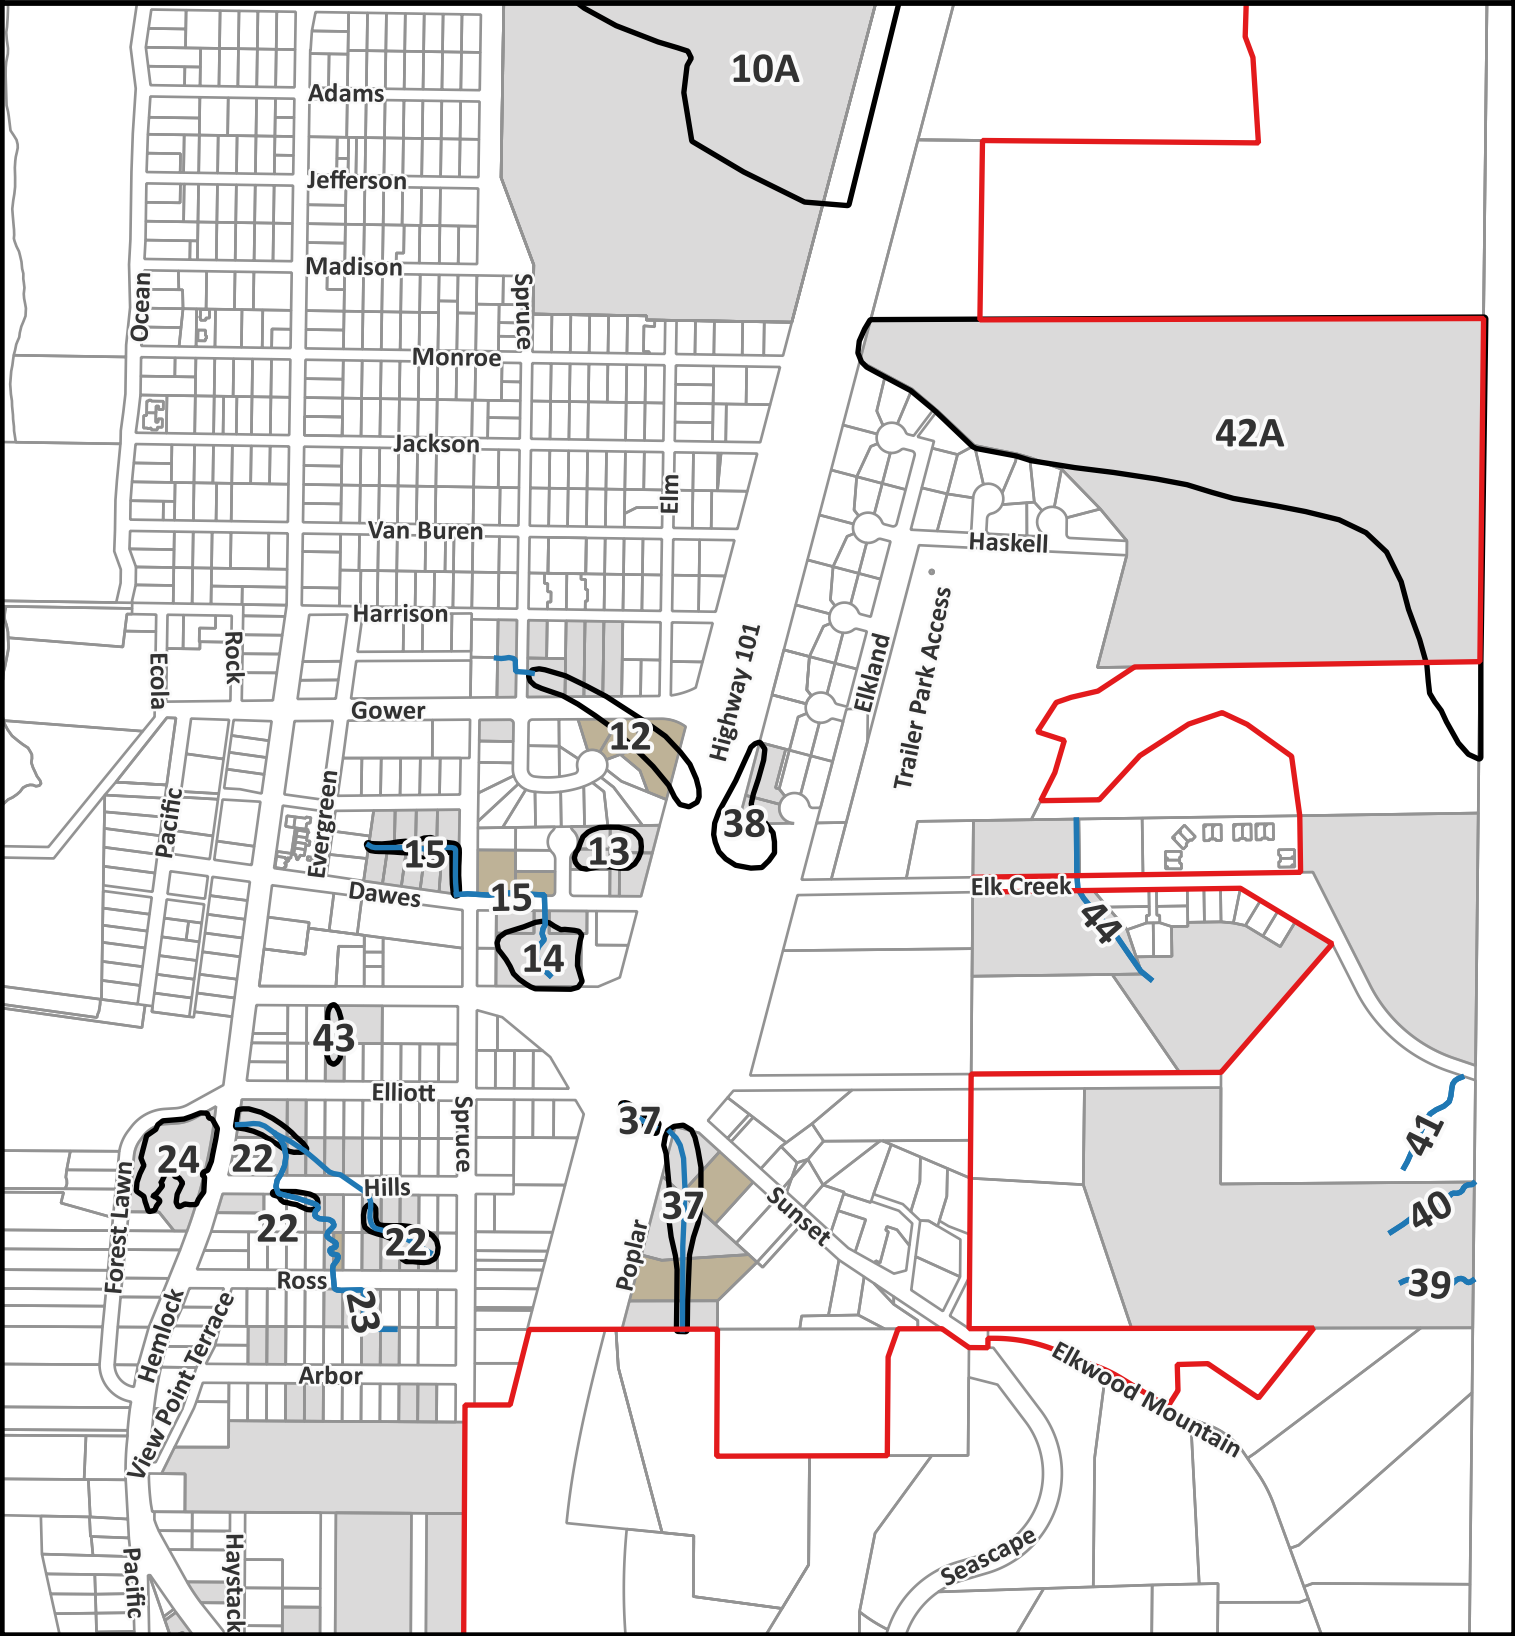 10A
Adams
Jefferson
Madison
Ocean
Spruce
Monroe
Jackson
42A
Elm
Van Buren
Haskell
Harrison
Rock
Ecola
Highway 101
Elkland
Trailer Park Access
Gower
12
Pacific
Evergreen
38
15
13
Dawes
15
Elk Creek
44
14
43
Elliott
37
Spruce
41
24
22
Hills
Forest Lawn
37
Sunset
40
22
22
Poplar
Ross
23
39
Hemlock
View Point Terrace
Arbor
Elkwood Mountain
Seascape
Pacific
Haystack